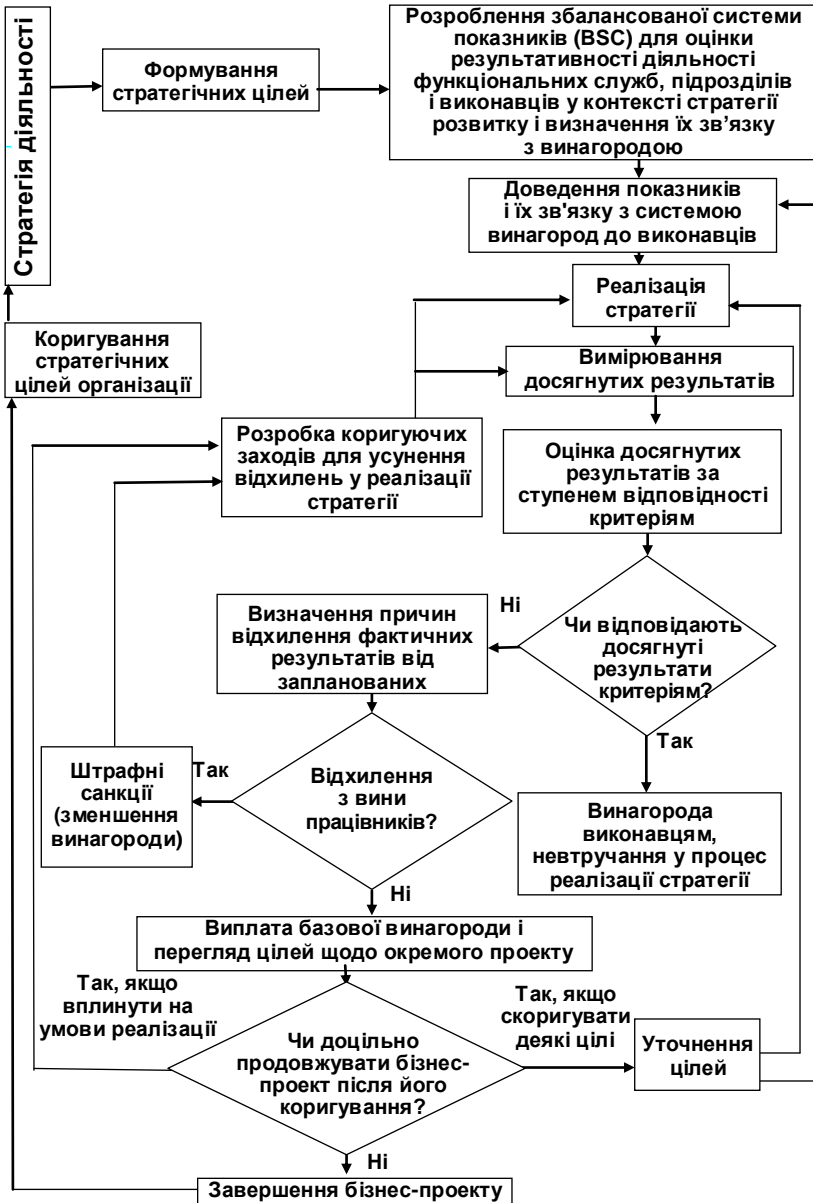 Стратегія діяльності
Формування
стратегічних цілей
Розроблення збалансованої системи
показників (BSC) для оцінки
результативності діяльності
функціональних служб, підрозділів
і виконавців у контексті стратегії
розвитку і визначення їх зв’язку
з винагородою
Доведення показників
і їх зв'язку з системою
винагород до виконавців
Реалізація
стратегії
Коригування
стратегічних
цілей організації
Вимірювання
досягнутих результатів
Розробка коригуючих
заходів для усунення
відхилень у реалізації
стратегії
Оцінка досягнутих
результатів за
ступенем відповідності
критеріям
Ні
Визначення причин
відхилення фактичних
результатів від
запланованих
Чи відповідають
досягнуті
результати
критеріям?
Так
Штрафні
санкції
(зменшення
винагороди)
Так
Відхилення
з вини
працівників?
Винагорода
виконавцям,
невтручання у процес
реалізації стратегії
Ні
Виплата базової винагороди і
перегляд цілей щодо окремого проекту
Так, якщо
вплинути на
умови реалізації
Так, якщо
скоригувати
деякі цілі
Чи доцільно
продовжувати бізнес-
проект після його
коригування?
Уточнення
цілей
Ні
Завершення бізнес-проекту